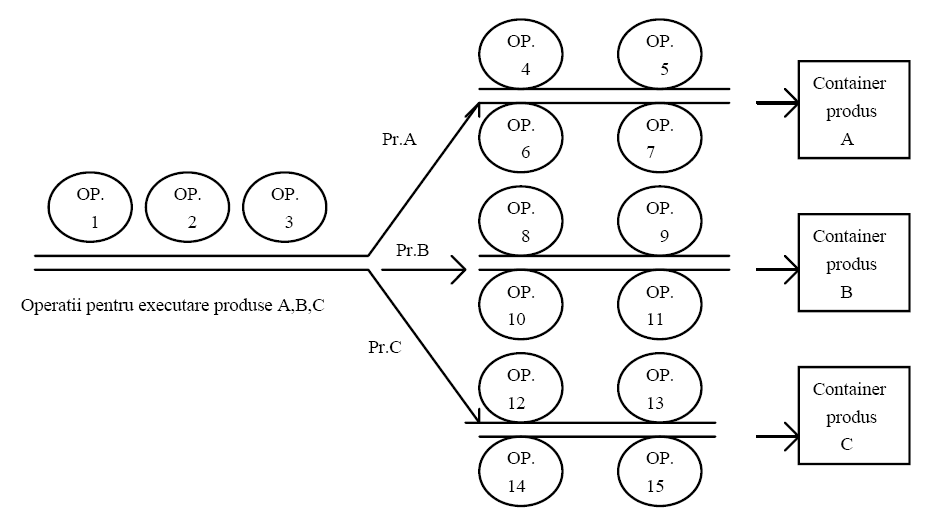 OP.
4
OP.
5
Container
produs
A
OP.
6
OP.
7
Pr.A
OP.
1
OP.
2
OP.
3
OP.
8
OP.
9
Pr.B
Container
produs
B
Operatii pentru executare produse A,B,C
OP.
10
OP.
11
Pr.C
OP.
12
OP.
13
Container
produs
C
OP.
14
OP.
15